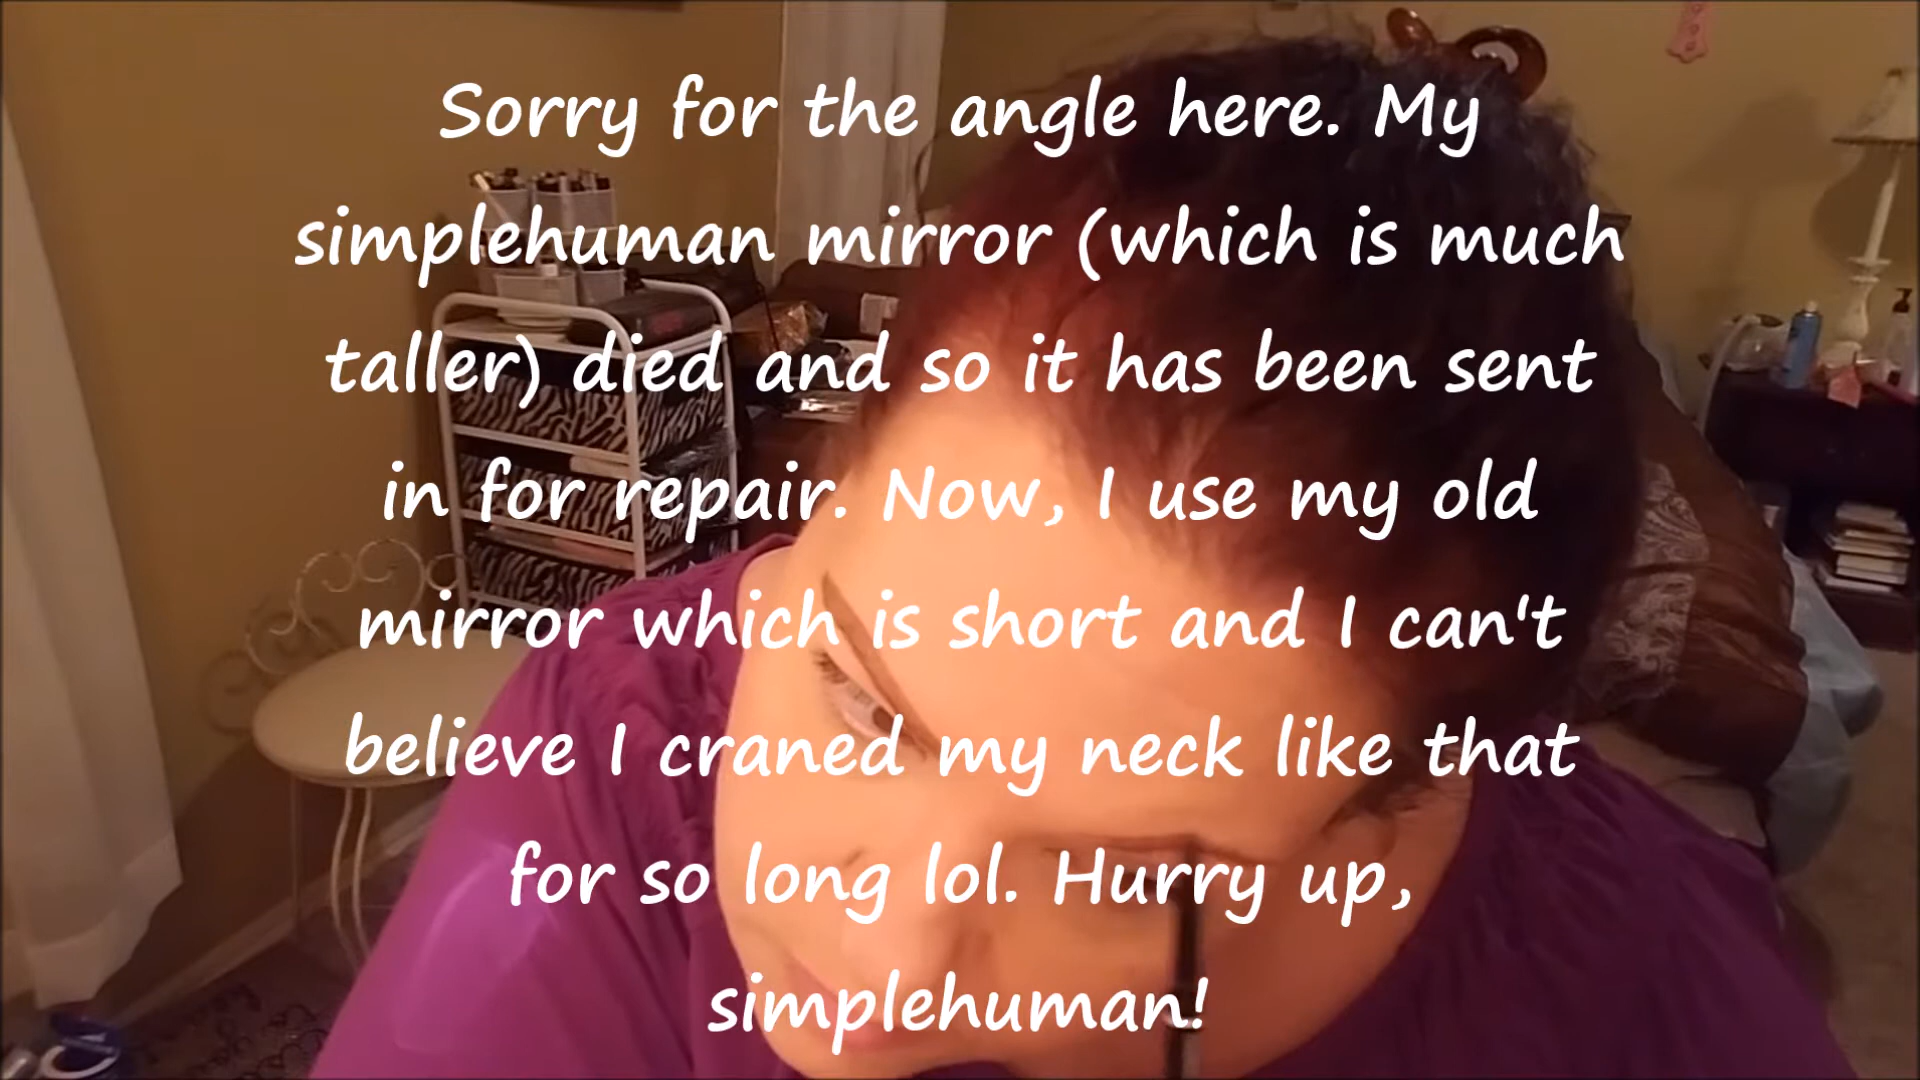 Sorry for the angle here. My
simplehuman mirror (which is much
taller) died and so it has been sent
in for repair. Now, I use my old
mirror which is short and I can't
believe I craned my neck like that
for so long lol. Hurry up,
simplehuman!